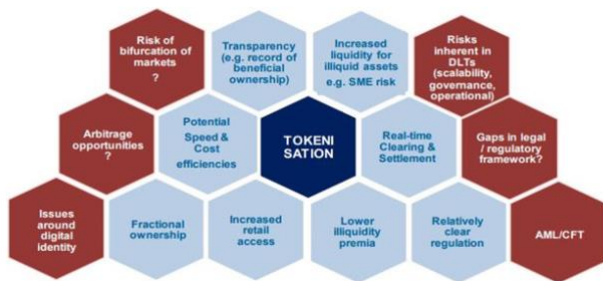 Risk of
bifurcation of
markets
?
Transparency
(e.g. record of
beneficial
ownership)
Increased
liquidity for
illiquid assets
e.g. SME risk
Risks
inherent in
DLTs
(scalability,
governance,
operational)
Arbitrage
opportunities
?
Potential
Speed &
Cost
efficiencies
TOKENI
SATION
Real-time
Clearing &
Settlement
Gaps in legal
/ regulatory
framework?
Issues
around
digital
identity
Fractional
ownership
Increased
retail
access
Lower
illiquidity
premia
Relatively
clear
regulation
AML/CFT